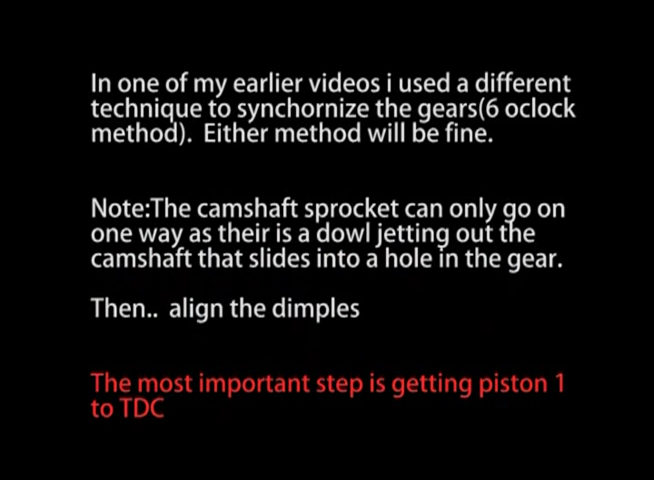 In one of my earlier videos i used a different
technique to synchornize the gears(6 oclock
method).  Either method will be fine.
Note:The camshaft sprocket can only go on
one way as their is a dowl jetting out the
camshaft that slides into a hole in the gear.
Then..  align the dimples
The most important step is getting piston 1
to TDC